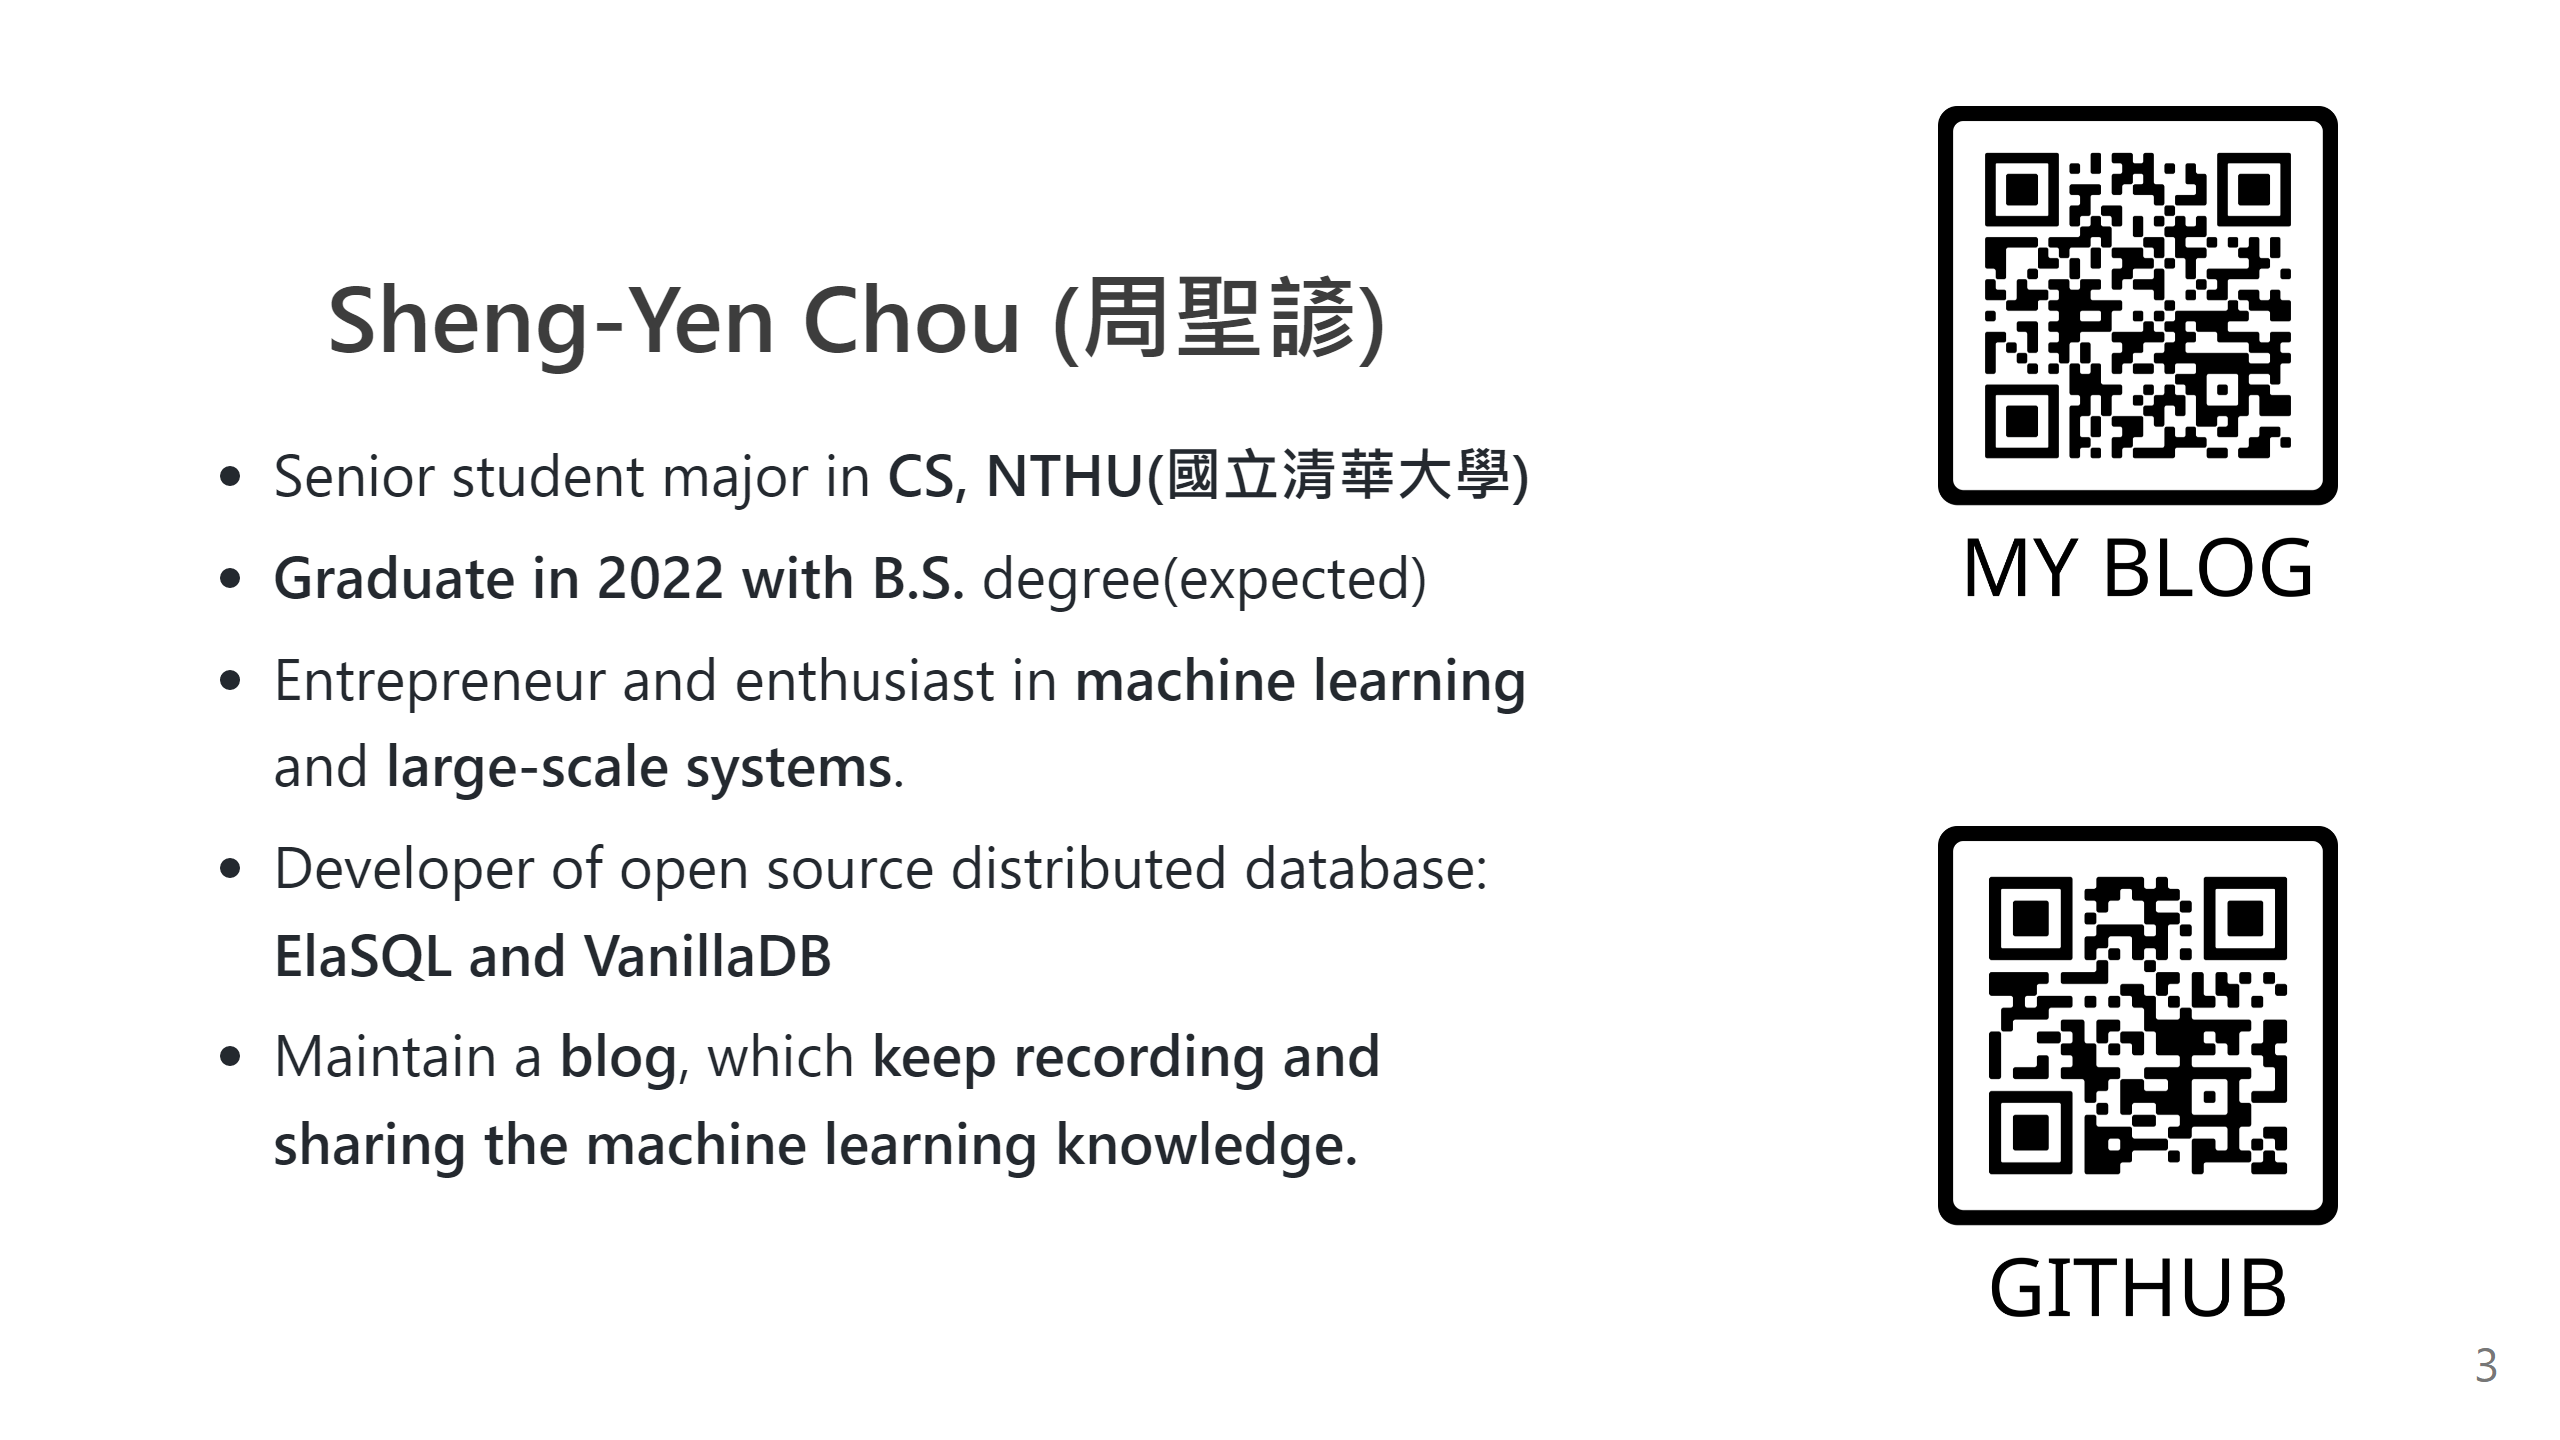 Sheng-Yen Chou (周聖諺)
• Senior student major in CS, NTHU(國立清華大學)
• Graduate in 2022 with B.S. degree(expected)
• Entrepreneur and enthusiast in machine learning
and large-scale systems.
• Developer of open source distributed database:
ElaSQL and VanillaDB
• Maintain a blog, which keep recording and
sharing the machine learning knowledge.
MY BLOG
GITHUB
3